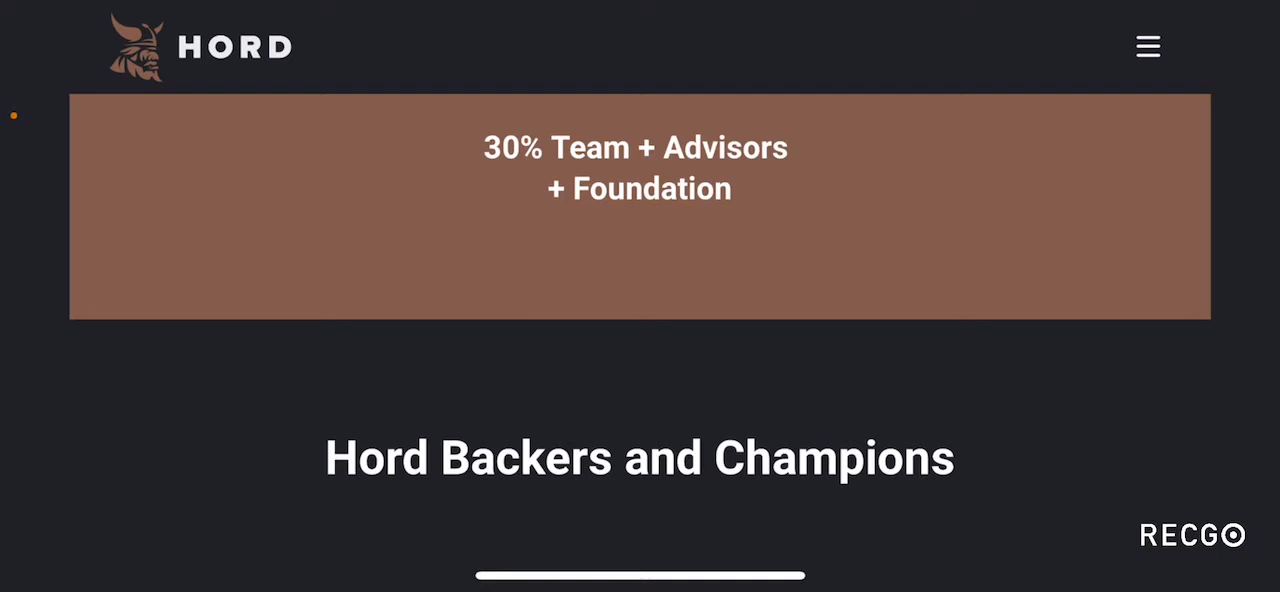 HORD
30% Team + Advisors
+ Foundation
Hord Backers and Champions
RECGO